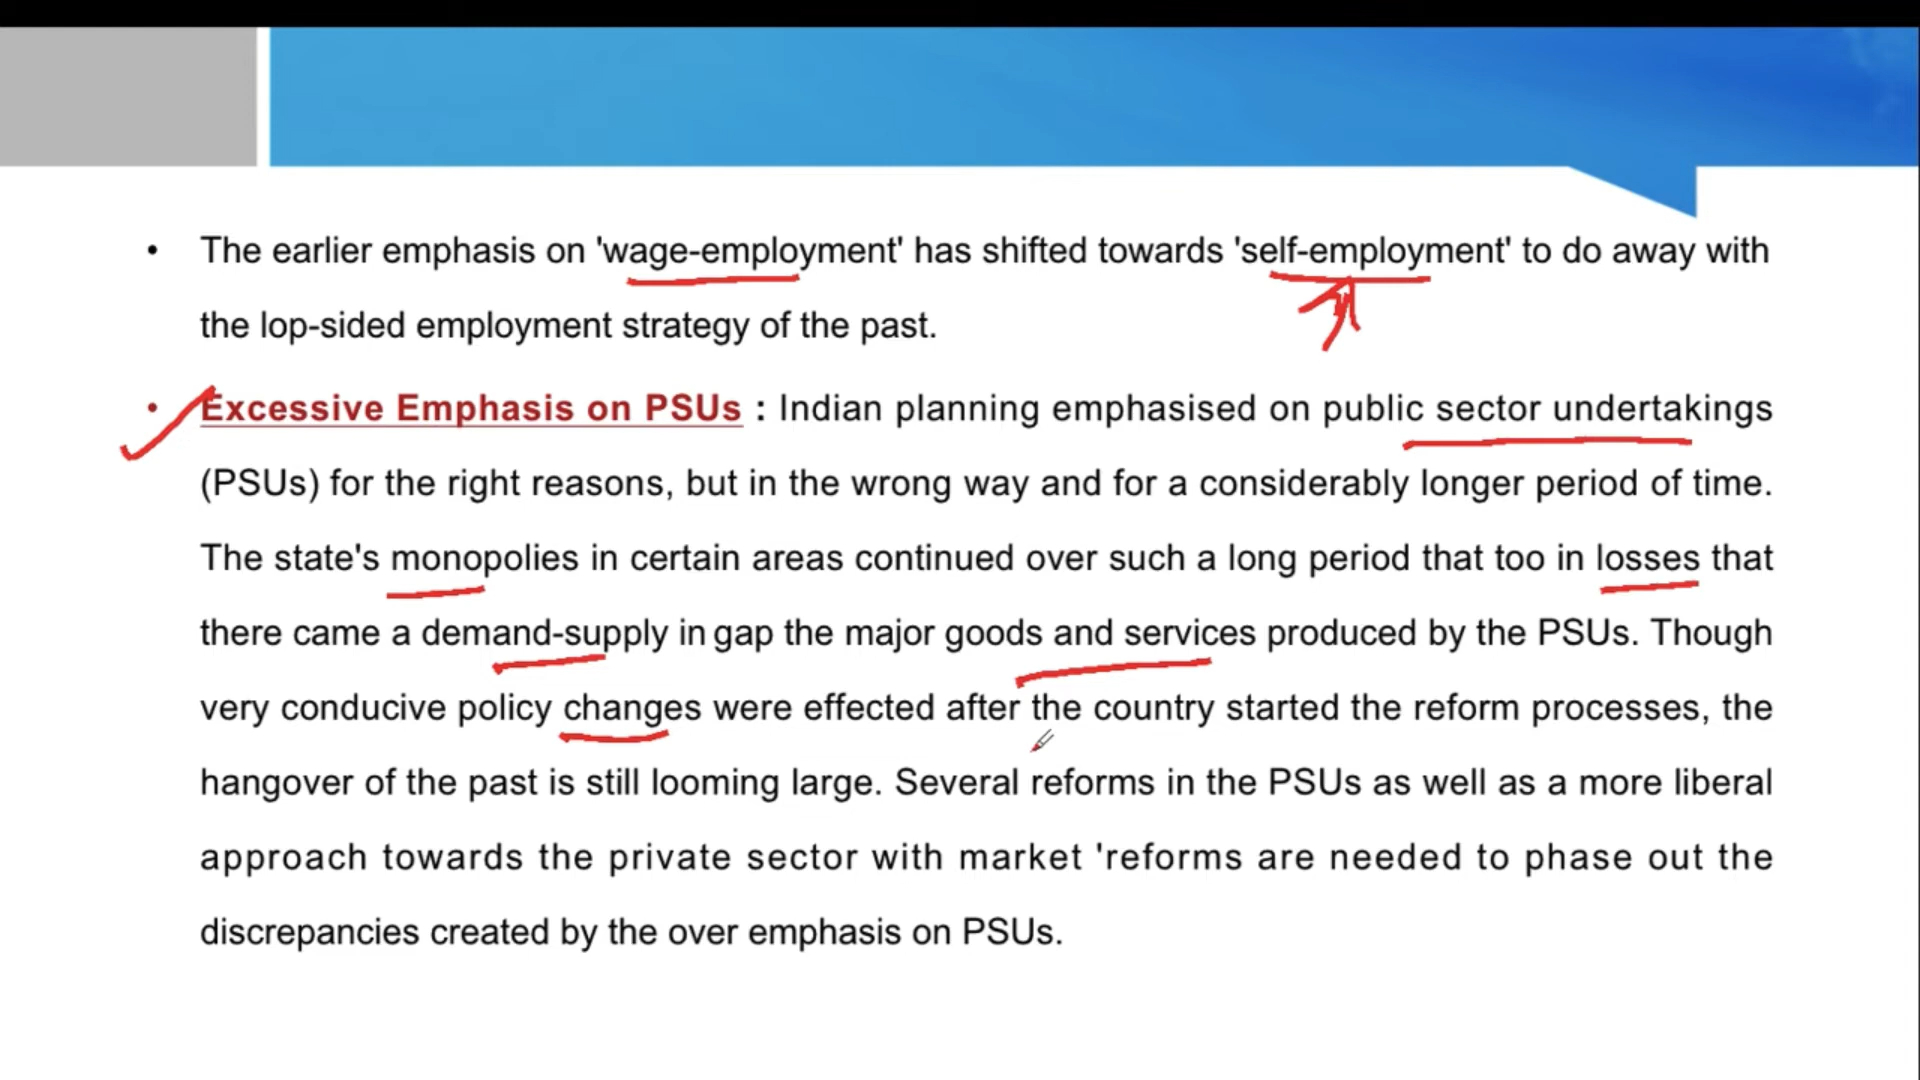 • The earlier emphasis on 'wage-employment' has shifted towards 'self-employment' to do away with
the lop-sided employment strategy of the past.
• Excessive Emphasis on PSUs : Indian planning emphasised on public sector undertakings
(PSUs) for the right reasons, but in the wrong way and for a considerably longer period of time.
The state's monopolies in certain areas continued over such a long period that too in losses that
there came a demand-supply in gap the major goods and services produced by the PSUs. Though
very conducive policy changes were effected after the country started the reform processes, the
hangover of the past is still looming large. Several reforms in the PSUs as well as a more liberal
approach towards the private sector with market 'reforms are needed to phase out the
discrepancies created by the over emphasis on PSUs.